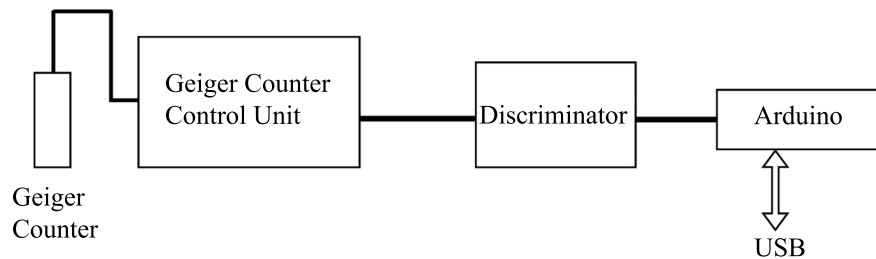 Geiger Counter
Control Unit
Discriminator
Arduino
Geiger
Counter
USB